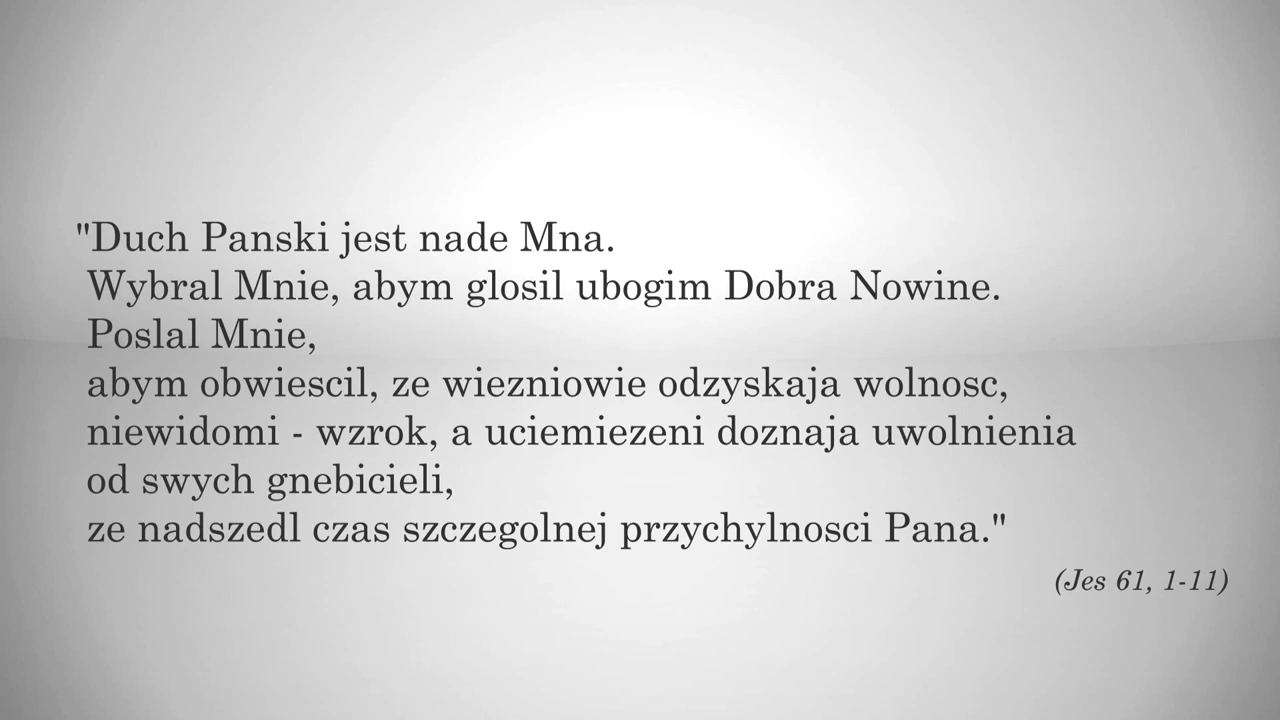 "Duch Panski jest nade Mna.
Wybral Mnie, abym glosil ubogim Dobra Nowine.
Poslal Mnie,
abym obwiescil, ze wiezniowie odzyskaja wolnosc,
niewidomi - wzrok, a uciemiezeni doznaja uwolnienia
od swych gnebicieli,
ze nadszedl czas szczegolnej przychylnosci Pana."
(Jes 61, 1-11)